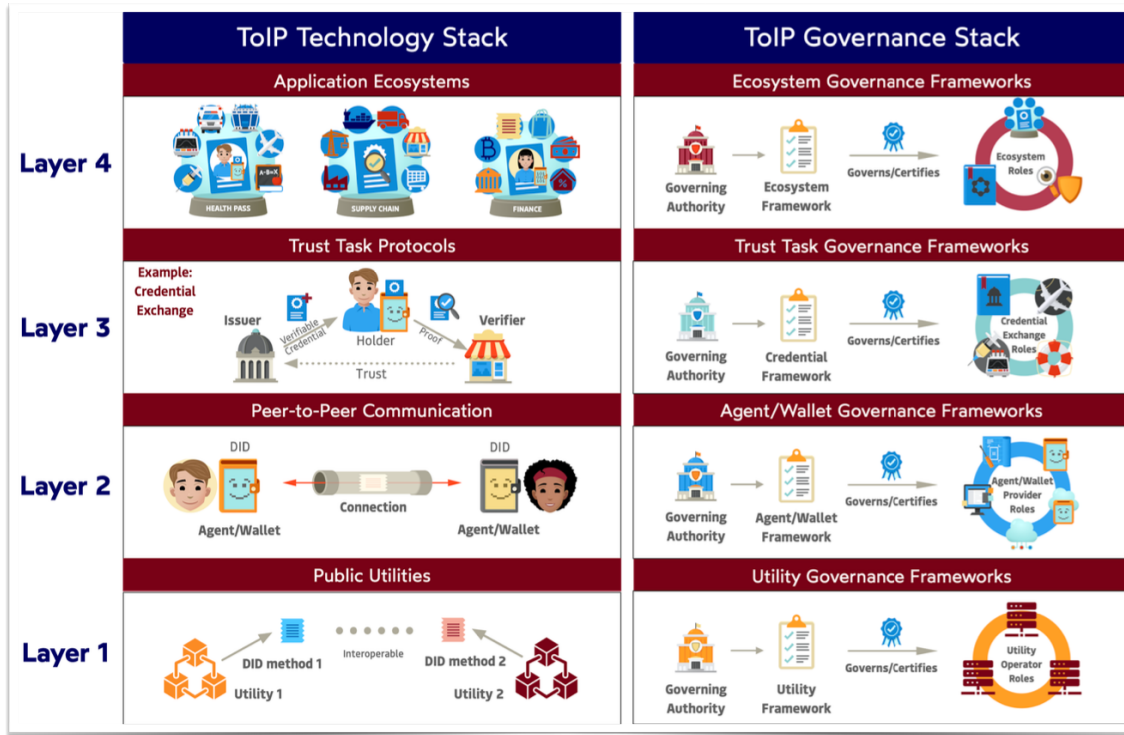 ToIP Technology Stack
ToIP Governance Stack
Layer 4
Application Ecosystems
A-B=X
HEALTH PASS
SUPPLY CHAIN
FINANCE
Ecosystem Governance Frameworks
Governing
Authority
Ecosystem
Framework
Governs/Certifies
Ecosystem
Roles
Layer 3
Trust Task Protocols
Example:
Credential
Exchange
Issuer
Verifiable
Credential
Holder
Proof
Verifier
Trust
Trust Task Governance Frameworks
Governing
Authority
Credential
Framework
Governs/Certifies
Credential
Exchange
Roles
Layer 2
Peer-to-Peer Communication
DID
Agent/Wallet
Connection
DID
Agent/Wallet
Agent/Wallet Governance Frameworks
Governing
Authority
Agent/Wallet
Framework
Governs/Certifies
Agent/Wallet
Provider
Roles
Layer 1
Public Utilities
DID method 1
Utility 1
Interoperable
DID method 2
Utility 2
Utility Governance Frameworks
Governing
Authority
Utility
Framework
Governs/Certifies
Utility
Operator
Roles